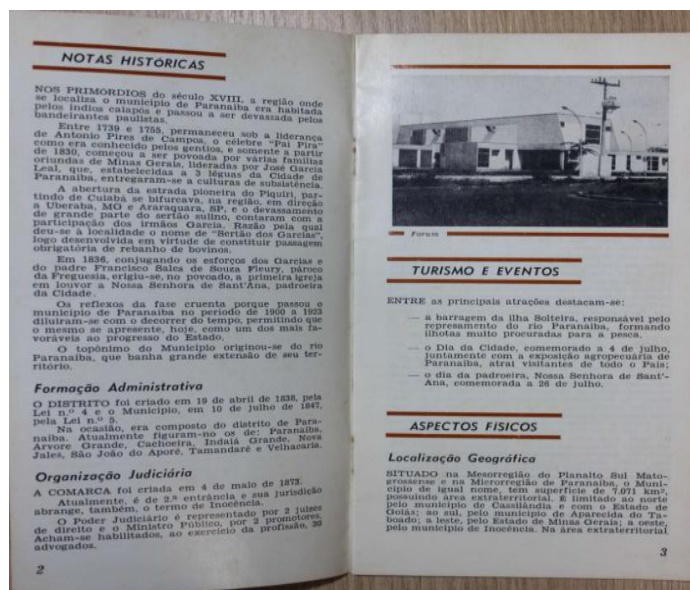 NOTAS HISTÓRICAS
NOS PRIMÓRDIOS do século XVIII, a região onde
se localiza o município de Paranaíba era habitada
pelos índios caiapós e passou a ser devassada pelos
bandeirantes paulistas.
Entre 1739 e 1755, permaneceu sob a liderança
de Antonio Pires de Campos, o célebre "Pai Pira"
como era conhecido pelos gentios, e somente a partir
de 1830, começou a ser povoada por várias famílias
oriundas de Minas Gerais, lideradas por José Garcia
Leal, que, estabelecidas a 3 léguas da Cidade de
Paranaíba, entregaram-se a culturas de subsistência.
A abertura da estrada pioneira do Piquiri, par-
tindo de Cuiabá se bifurcava, na região, em direção
a Uberaba, MG e Araraquara, SP, e o devassamento
de grande parte do sertão sulino, contaram com a
participação dos irmãos Garcia. Razão pela qual
deu-se à localidade o nome de "Sertão dos Garcias",
logo desenvolvida em virtude de constituir passagem
obrigatória de rebanho de bovinos.
Em 1836, conjugando os esforços dos Garcias e
do padre Francisco Sales de Souza Fleury, pároco
da Freguesia, erigiu-se, no povoado, a primeira igreja
em louvor a Nossa Senhora de Sant'Ana, padroeira
da Cidade.
Os reflexos da fase cruenta porque passou o
município de Paranaíba no período de 1900 a 1923
diluíram-se com o decorrer do tempo, permitindo que
o mesmo se apresente, hoje, como um dos mais fa-
voráveis ao progresso do Estado.
O topônimo do Município originou-se do rio
Paranaíba, que banha grande extensão de seu ter-
ritório.
Formação Administrativa
O DISTRITO foi criado em 19 de abril de 1838, pela
Lei n.º 4 e o Município, em 10 de julho de 1847,
pela Lei n.º 5.
Na ocasião, era composto do distrito de Para-
naíba. Atualmente figuram-no os de: Paranaíba,
Árvore Grande, Cachoeira, Indaiá Grande, Nova
Jales, São João do Aporé, Tamandaré e Velhacaria.
Organização Judiciária
A COMARCA foi criada em 4 de maio de 1873.
Atualmente, é de 2.ª entrância e sua jurisdição
abrange, também, o termo de Inocência.
O Poder Judiciário é representado por 2 juízes
de direito e o Ministro Público, por 2 promotores.
Acham-se habilitados, ao exercício da profissão, 20
advogados.
2
Forum
TURISMO E EVENTOS
ENTRE as principais atrações destacam-se:
— a barragem da ilha Solteira, responsável pelo
represamento do rio Paranaíba, formando
ilhotas muito procuradas para a pesca.
— o Dia da Cidade, comemorado a 4 de julho,
juntamente com a exposição agropecuária de
Paranaíba, atrai visitantes de todo o País;
— o dia da padroeira, Nossa Senhora de Sant'-
Ana, comemorada a 26 de julho.
ASPECTOS FÍSICOS
Localização Geográfica
SITUADO na Mesorregião do Planalto Sul Mato-
grossense e na Microrregião de Paranaíba, o Muni-
cípio de igual nome, tem superfície de 7.071 km²,
possuindo área extraterritorial. É limitado ao norte
pelo município de Cassilândia e com o Estado de
Goiás; ao sul, pelo município de Aparecida do Ta-
boado; a leste, pelo Estado de Minas Gerais; a oeste,
pelo município de Inocência. Na área extraterritorial
3